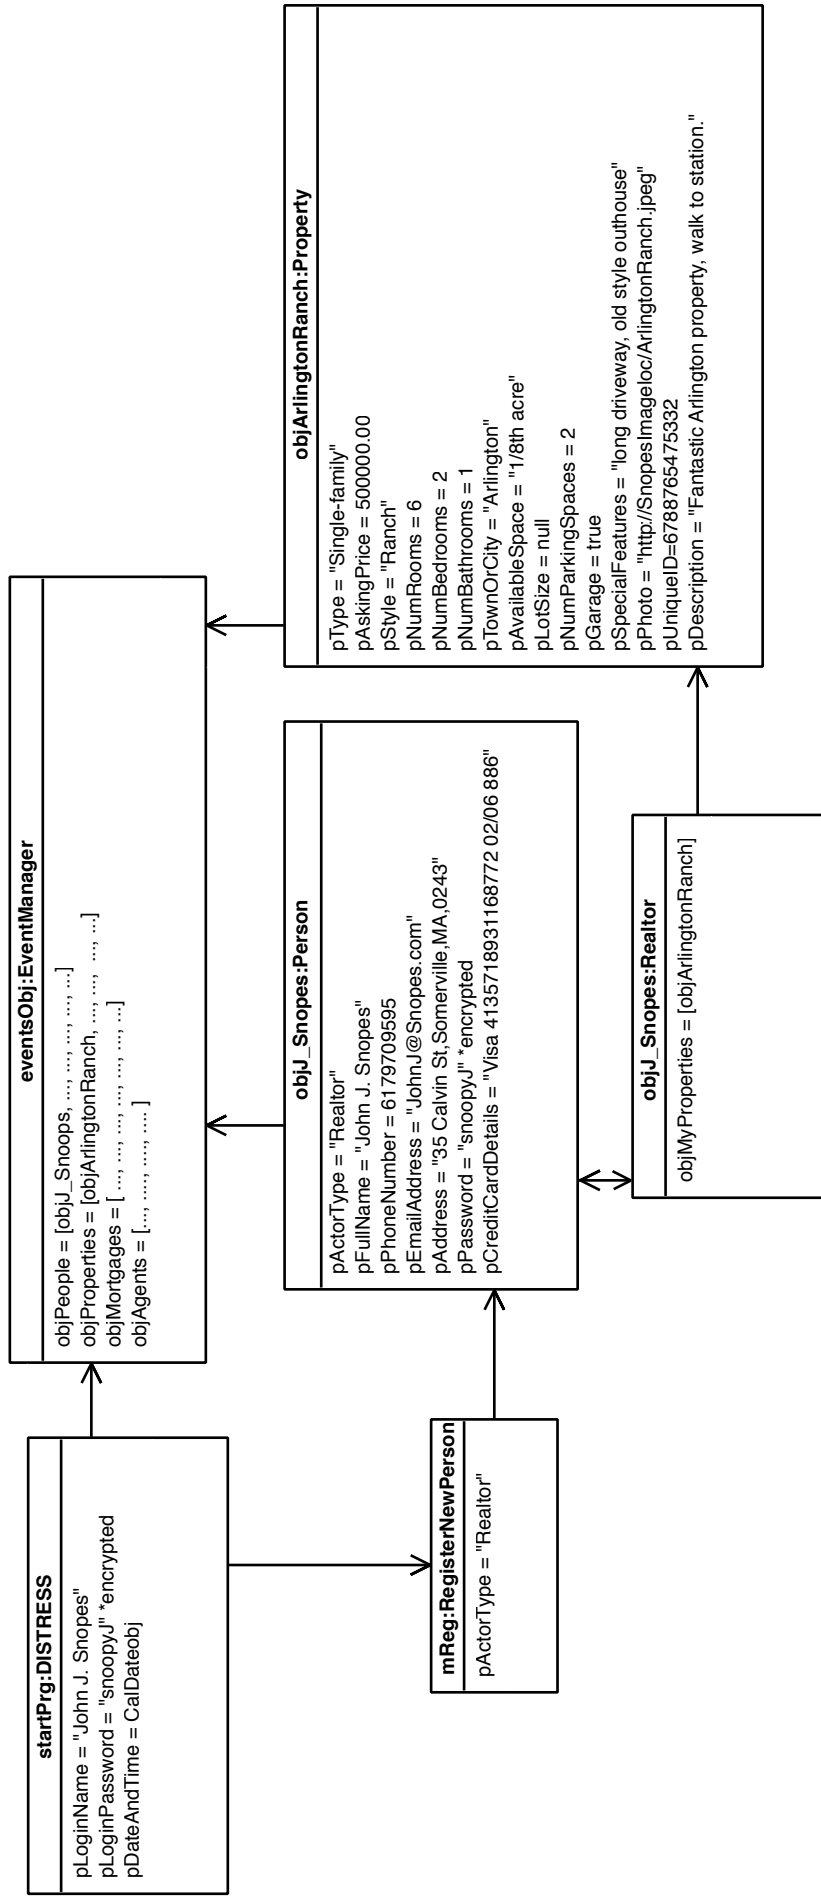 startPrg:DISTRESS
pLoginName = "John J. Snopes"
pLoginPassword = "snoopyJ" *encrypted
pDateAndTime = CalDateobj
eventsObj:EventManager
objPeople = [objJ_Snoops, ..., ..., ..., ..., ..., ...]
objProperties = [objArlingtonRanch, ..., ..., ..., ..., ...]
objMortgages = [ ..., ..., ..., ..., ..., ..., ..., ...]
objAgents = [..., ...., ...., .... ]
mReg:RegisterNewPerson
pActorType = "Realtor"
objJ_Snopes:Person
pActorType = "Realtor"
pFullName = "John J. Snopes"
pPhoneNumber = 6179709595
pEmailAddress = "JohnJ@Snopes.com"
pAddress = "35 Calvin St,Somerville,MA,0243"
pPassword = "snoopyJ" *encrypted
pCreditCardDetails = "Visa 4135718931168772 02/06 886"
objArlingtonRanch:Property
pType = "Single-family"
pAskingPrice = 500000.00
pStyle = "Ranch"
pNumRooms = 6
pNumBedrooms = 2
pNumBathrooms = 1
pTownOrCity = "Arlington"
pAvailableSpace = "1/8th acre"
pLotSize = null
pNumParkingSpaces = 2
pGarage = true
pSpecialFeatures = "long driveway, old style outhouse"
pPhoto = "http://SnopesImageloc/ArlingtonRanch.jpeg"
pUniqueID=6788765475332
pDescription = "Fantastic Arlington property, walk to station."
objJ_Snopes:Realtor
objMyProperties = [objArlingtonRanch]